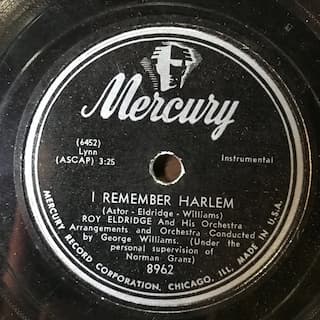 Mercury
(6452)
Lynn
(ASCAP) 3:25
Instrumental
I REMEMBER HARLEM
(Astor - Eldridge - Williams)
ROY ELDRIDGE And His Orchestra
Arrangements and Orchestra Conducted
by George Williams. (Under the
personal supervision of
Norman Granz)
8962
MERCURY RECORD CORPORATION, CHICAGO, ILL. MADE IN U.S.A.